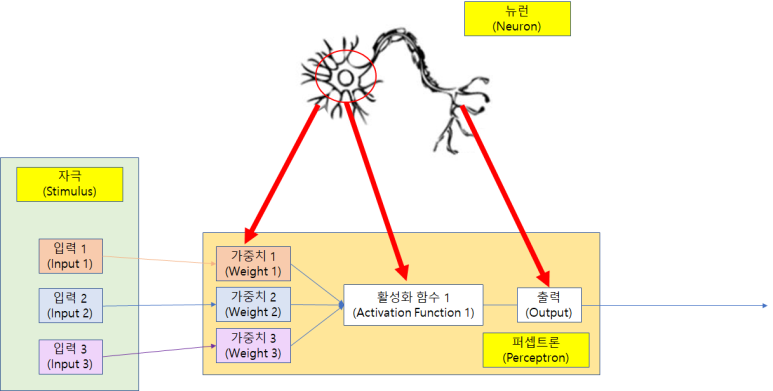 뉴런
(Neuron)
자극
(Stimulus)
입력 1
(Input 1)
가중치 1
(Weight 1)
입력 2
(Input 2)
가중치 2
(Weight 2)
활성화 함수 1
(Activation Function 1)
출력
(Output)
입력 3
(Input 3)
가중치 3
(Weight 3)
퍼셉트론
(Perceptron)